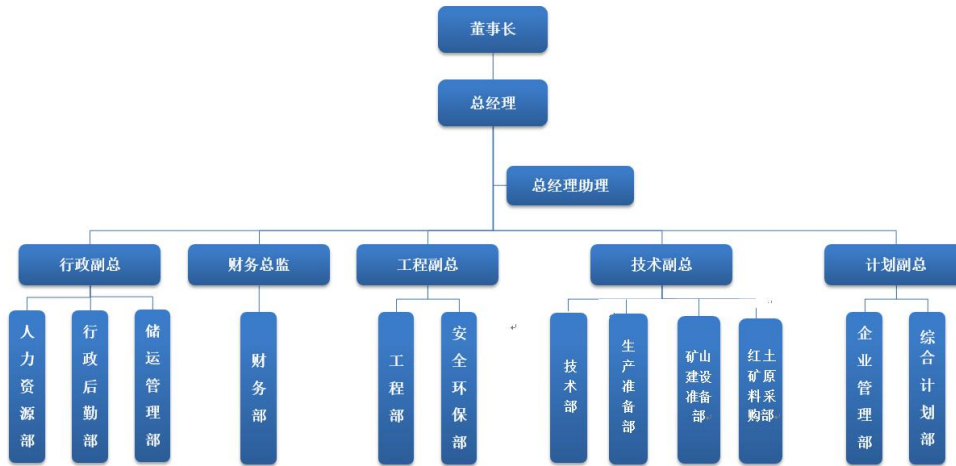 董事长
总经理
总经理助理
行政副总
财务总监
工程副总
技术副总
计划副总
人力资源部
行政后勤部
储运管理部
财务部
工程部
安全环保部
技术部
生产准备部
矿山
建设
准备
部
红土
矿原
料采
购部
企业管理部
综合计划部